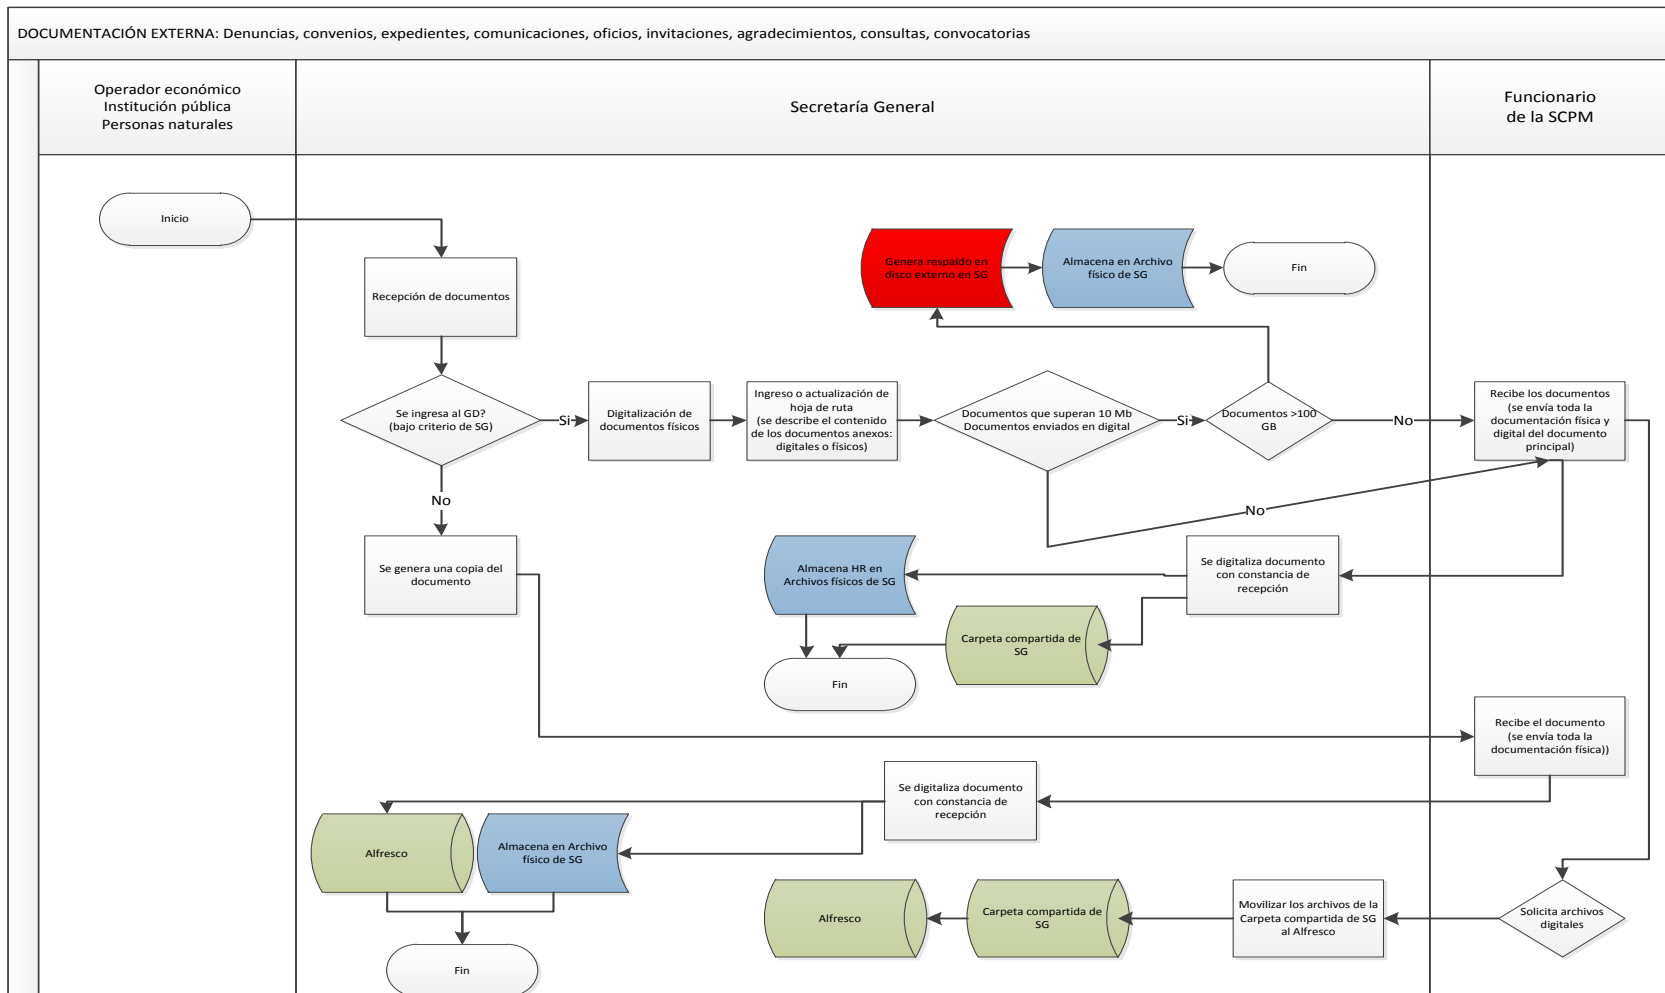 DOCUMENTACIÓN EXTERNA: Denuncias, convenios, expedientes, comunicaciones, oficios, invitaciones, agradecimientos, consultas, convocatorias
Operador económico
Institución pública
Personas naturales
Secretaría General
Funcionario
de la SCPM
Inicio
Recepción de documentos
Genera respaldo en
disco externo en SG
Almacena en Archivo
físico de SG
Fin
Se ingresa al GD?
(bajo criterio de SG)
Si
Digitalización de
documentos físicos
Ingreso o actualización de
hoja de ruta
(se describe el contenido
de los documentos anexos:
digitales o físicos)
Documentos que superan 10 Mb
Documentos enviados en digital
Si
Documentos >100
GB
No
Recibe los documentos
(se envía toda la
documentación física y
digital del documento
principal)
No
No
Se genera una copia del
documento
Almacena HR en
Archivos físicos de SG
Se digitaliza documento
con constancia de
recepción
Carpeta compartida de
SG
Fin
Recibe el documento
(se envía toda la
documentación física))
Se digitaliza documento
con constancia de
recepción
Alfresco
Almacena en Archivo
físico de SG
Alfresco
Carpeta compartida de
SG
Movilizar los archivos de la
Carpeta compartida de SG
al Alfresco
Solicita archivos
digitales
Fin